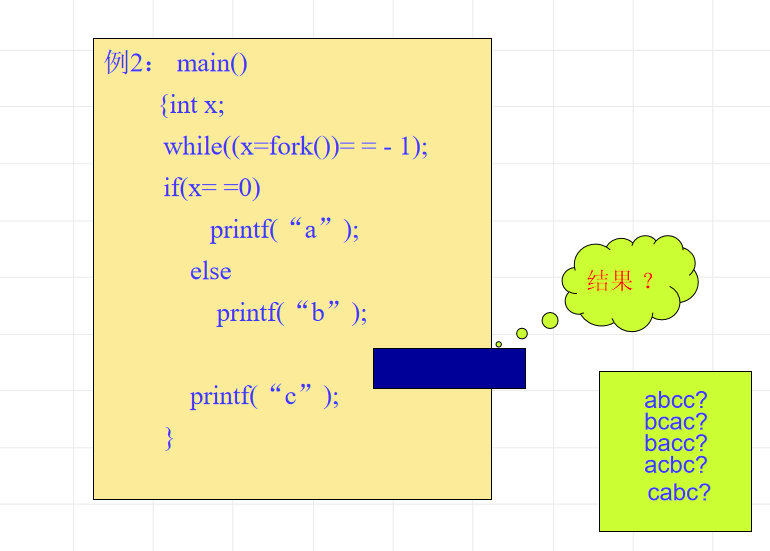 例2： main()
{int x;
while((x=fork())= = - 1);
if(x= =0)
printf(“a”);
else
printf(“b”);
printf(“c”);
}
结果 ？
abcc?
bcac?
bacc?
acbc?
cabc?